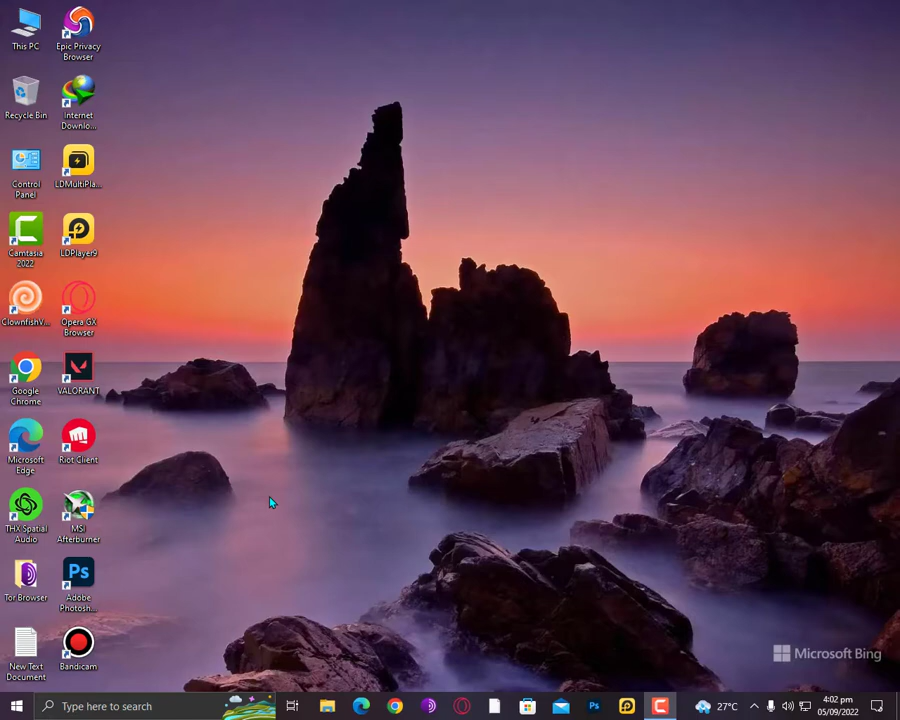 This PC
Epic Privacy
Browser
Recycle Bin
Internet
Downlo...
Control
Panel
LDMultiPla...
Camtasia
2022
LDPlayer9
ClownfishV...
Opera GX
Browser
Google
Chrome
VALORANT
Microsoft
Edge
Riot Client
THX Spatial
Audio
MSI
Afterburner
Tor Browser
Ps
Adobe
Photosh...
New Text
Document
Bandicam
Microsoft Bing
Type here to search
Ps
27°C
4:02 pm
05/09/2022